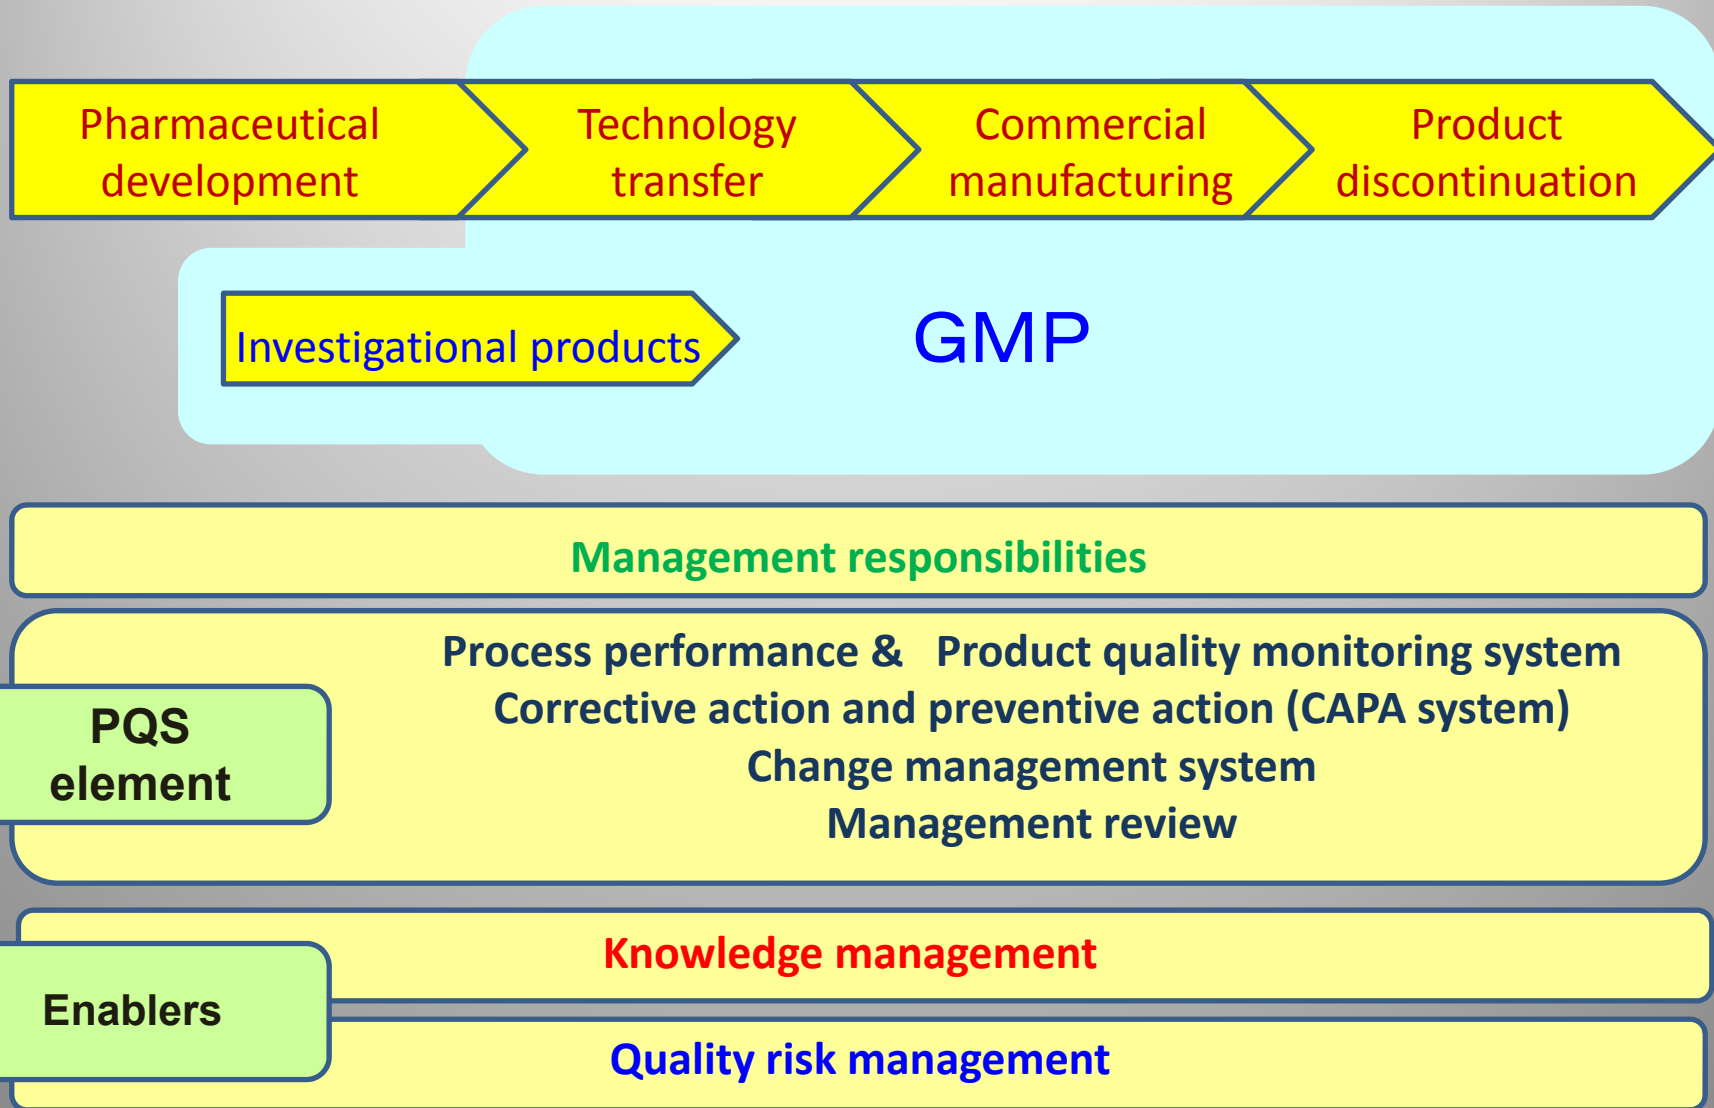 Pharmaceutical
development
Technology
transfer
Commercial
manufacturing
Product
discontinuation
Investigational products
GMP
Management responsibilities
Process performance & Product quality monitoring system
Corrective action and preventive action (CAPA system)
Change management system
Management review
PQS
element
Knowledge management
Enablers
Quality risk management